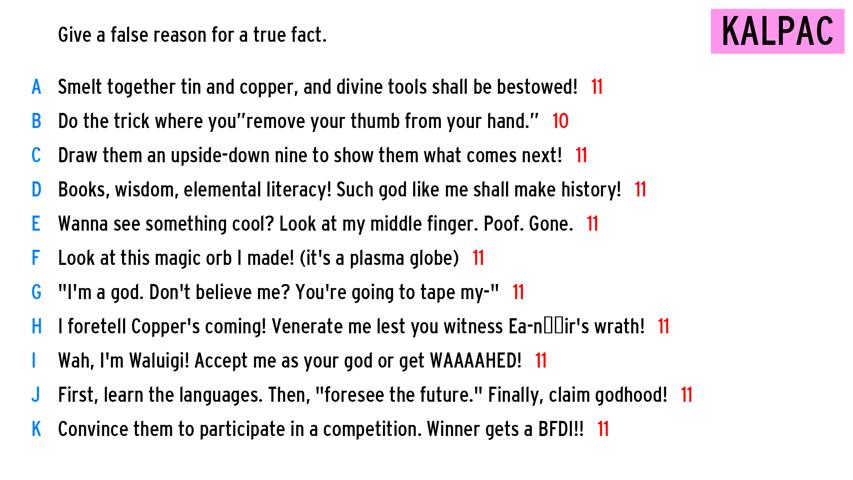 Give a false reason for a true fact.
KALPAC
A Smelt together tin and copper, and divine tools shall be bestowed! 11
B Do the trick where you"remove your thumb from your hand." 10
C Draw them an upside-down nine to show them what comes next! 11
D Books, wisdom, elemental literacy! Such god like me shall make history! 11
E Wanna see something cool? Look at my middle finger. Poof. Gone. 11
F Look at this magic orb I made! (it's a plasma globe) 11
G "I'm a god. Don't believe me? You're going to tape my-" 11
H I foretell Copper's coming! Venerate me lest you witness Ea-n▯▯ir's wrath! 11
I Wah, I'm Waluigi! Accept me as your god or get WAAAAHED! 11
J First, learn the languages. Then, "foresee the future." Finally, claim godhood! 11
K Convince them to participate in a competition. Winner gets a BFDI!! 11